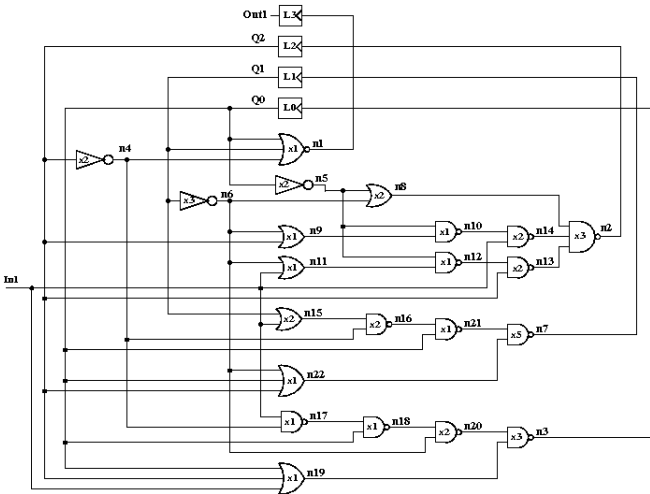 Out1 L3
Q2 L2
Q1 L1
Q0 L0
x2 n4 x1 n1
x2 n5
x3 n6 x2 n8
x1 n9 x1 n10 x2 n14 x3 n2
x1 n11 x1 n12 x2 n13
In1
x2 n15 x2 n16 x1 n21 x5 n7
x1 n22
x1 n17 x1 n18 x2 n20 x3 n3
x1 n19